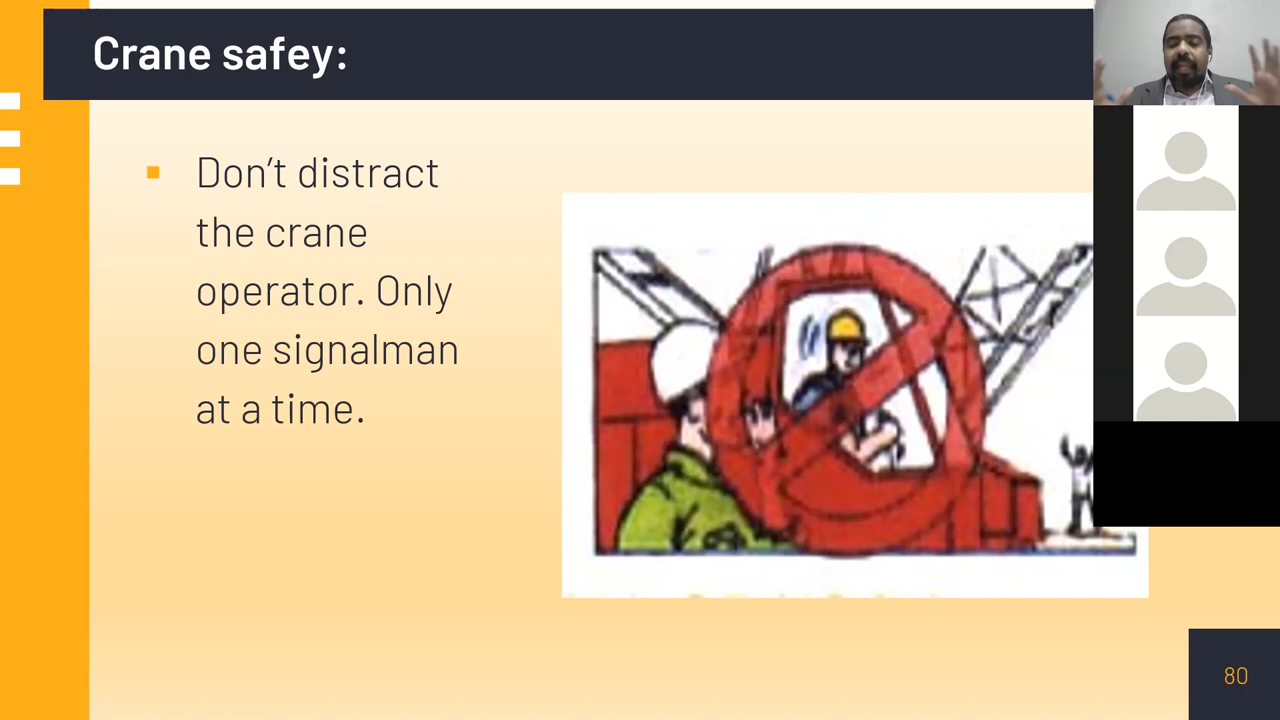 Crane safey:
Don’t distract
the crane
operator. Only
one signalman
at a time.
80